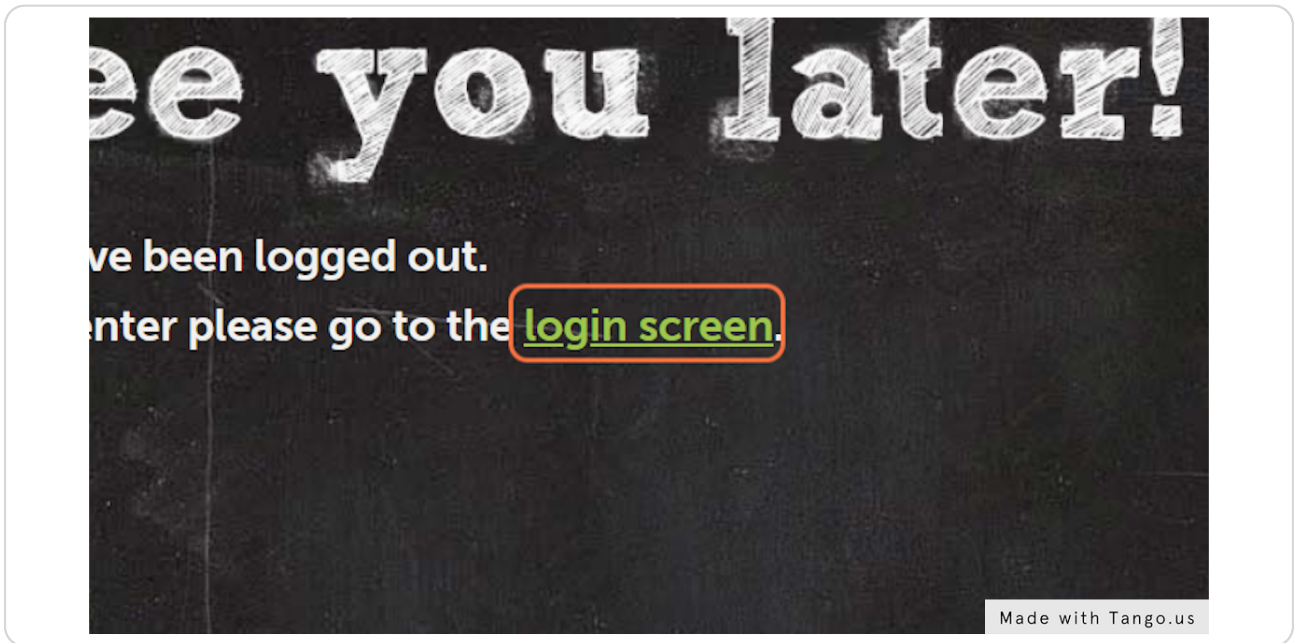 ee you later!
ve been logged out.
enter please go to the login screen.
Made with Tango.us